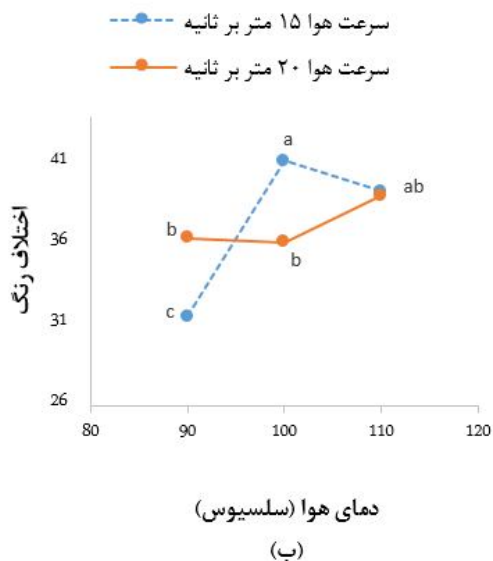 سرعت هوا ۱۵ متر بر ثانیه
سرعت هوا ۲۰ متر بر ثانیه
اختلاف رنگ
41
36
31
26
a
ab
b
b
c
80 90 100 110 120
دمای هوا (سلسیوس)
(ب)